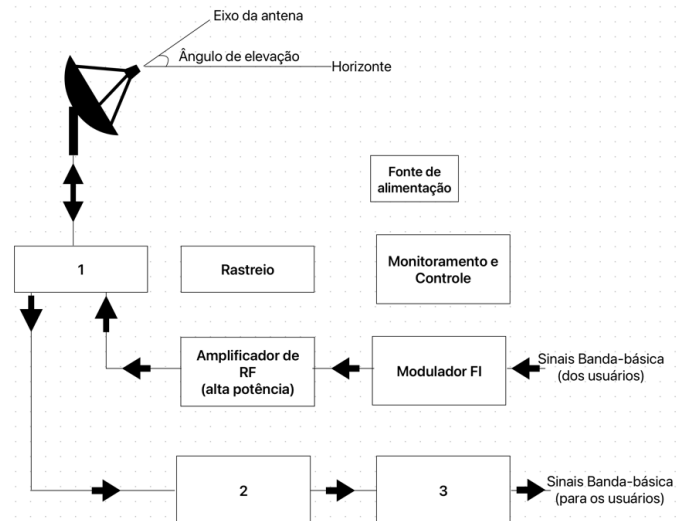 Eixo da antena
Ângulo de elevação
Horizonte
Fonte de
alimentação
1
Rastreio
Monitoramento e
Controle
Amplificador de
RF
(alta potência)
Modulador FI
Sinais Banda-básica
(dos usuários)
2
3
Sinais Banda-básica
(para os usuários)